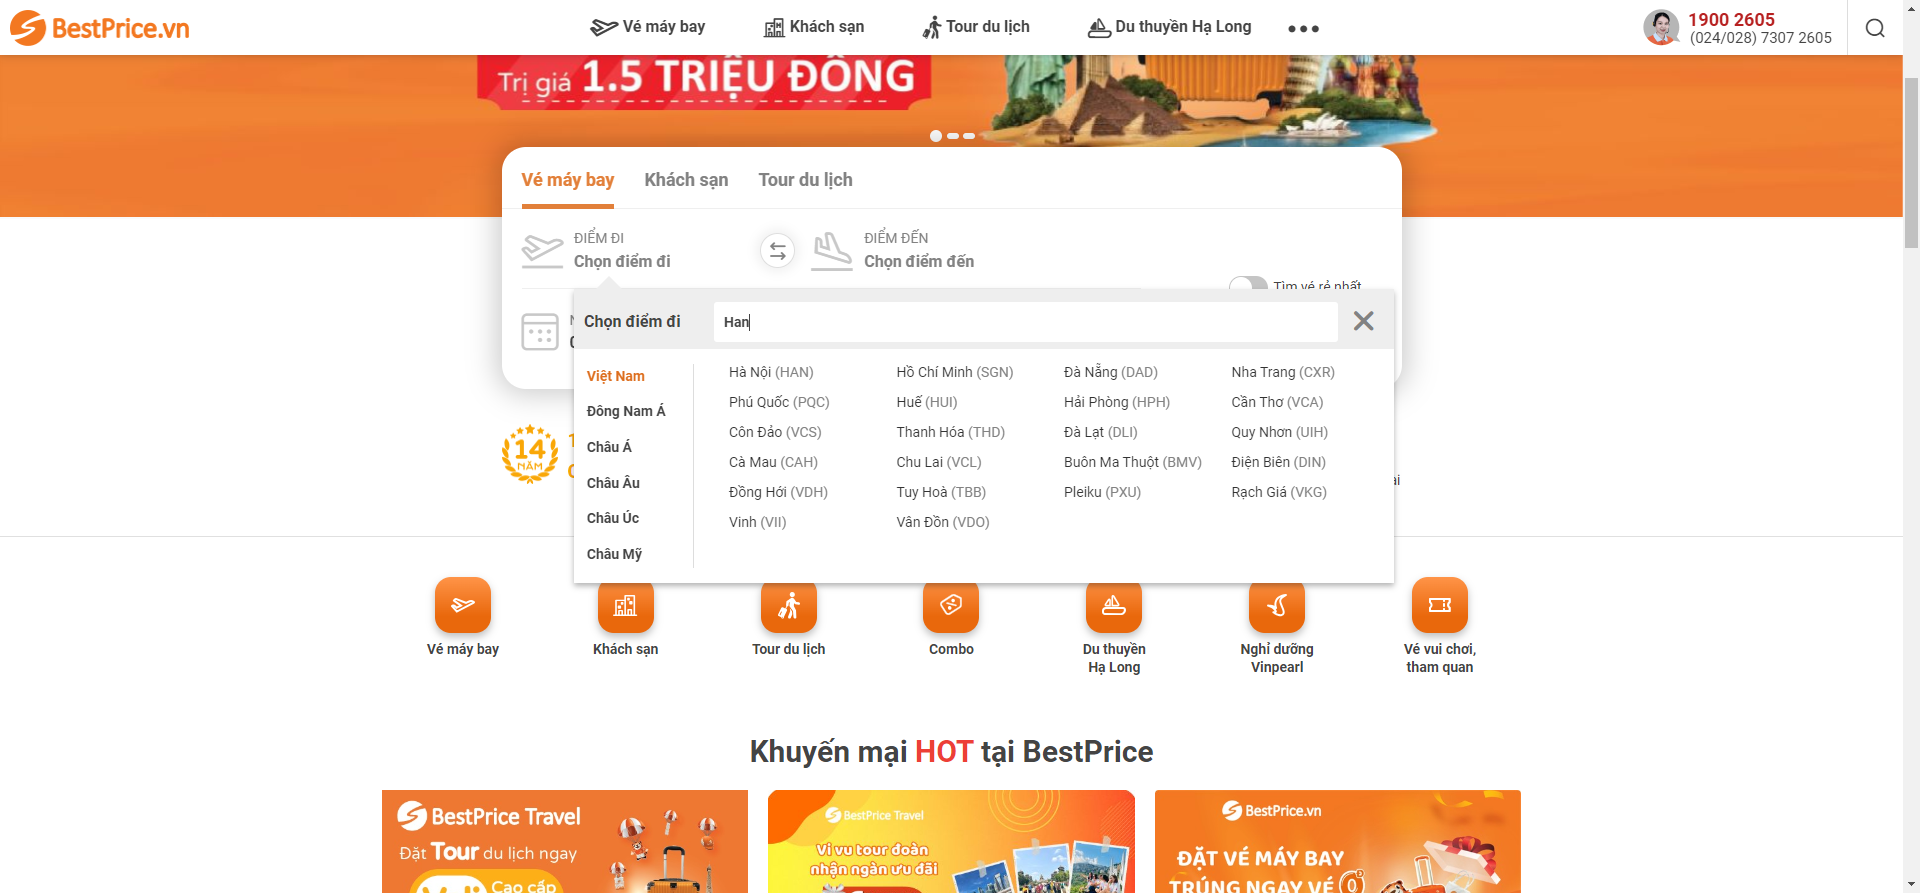 BestPrice.vn
Vé máy bay
Khách sạn
Tour du lịch
Du thuyền Hạ Long
1900 2605
(024/028) 7307 2605
Trị giá 1.5 TRIỆU ĐỒNG
Vé máy bay
Khách sạn
Tour du lịch
ĐIỂM ĐI
Chọn điểm đi
ĐIỂM ĐẾN
Chọn điểm đến
Tìm vé rẻ nhất
Chọn điểm đi
Han
Việt Nam
Đông Nam Á
Châu Á
Châu Âu
Châu Úc
Châu Mỹ
Hà Nội (HAN)
Hồ Chí Minh (SGN)
Đà Nẵng (DAD)
Nha Trang (CXR)
Phú Quốc (PQC)
Huế (HUI)
Hải Phòng (HPH)
Cần Thơ (VCA)
Côn Đảo (VCS)
Thanh Hóa (THD)
Đà Lạt (DLI)
Quy Nhơn (UIH)
Cà Mau (CAH)
Chu Lai (VCL)
Buôn Ma Thuột (BMV)
Điện Biên (DIN)
Đồng Hới (VDH)
Tuy Hoà (TBB)
Pleiku (PXU)
Rạch Giá (VKG)
Vinh (VII)
Vân Đồn (VDO)
14
NĂM
Vé máy bay
Khách sạn
Tour du lịch
Combo
Du thuyền
Hạ Long
Nghỉ dưỡng
Vinpearl
Vé vui chơi,
tham quan
Khuyến mại HOT tại BestPrice
BestPrice Travel
Đặt Tour du lịch ngay
Vali Cao cấp
BestPrice Travel
Vi vu tour đoàn
nhận ngàn ưu đãi
BestPrice.vn
ĐẶT VÉ MÁY BAY
TRÚNG NGAY VÉ 0